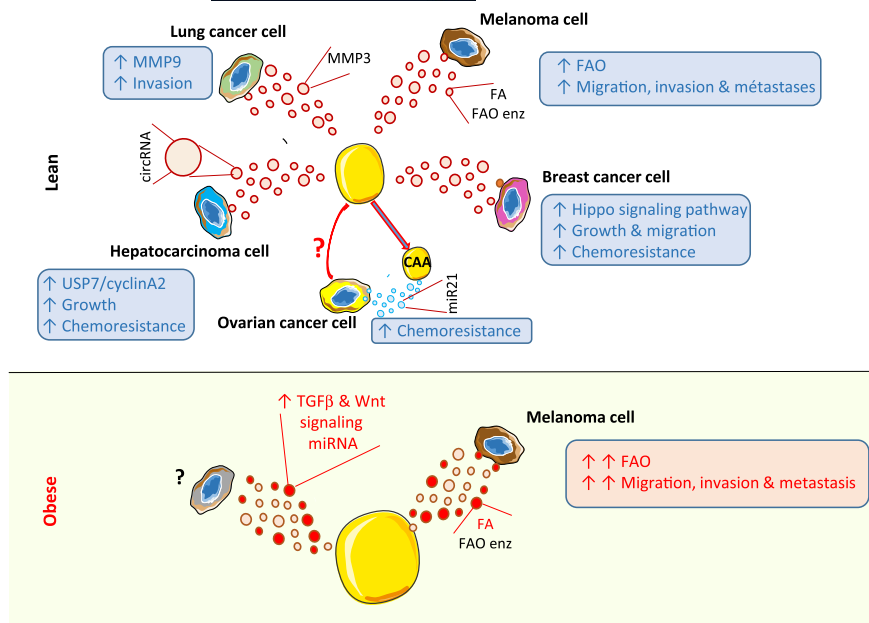 Lung cancer cell
↑ MMP9
↑ Invasion
MMP3
Melanoma cell
FA
FAO enz
↑ FAO
↑ Migration, invasion & métastases
Lean
circRNA
Hepatocarcinoma cell
↑ USP7/cyclinA2
↑ Growth
↑ Chemoresistance
Breast cancer cell
↑ Hippo signaling pathway
↑ Growth & migration
↑ Chemoresistance
?
CAA
miR21
Ovarian cancer cell
↑ Chemoresistance
Obese
?
↑ TGFβ & Wnt
signaling
miRNA
Melanoma cell
FA
FAO enz
↑ ↑ FAO
↑ ↑ Migration, invasion & metastasis